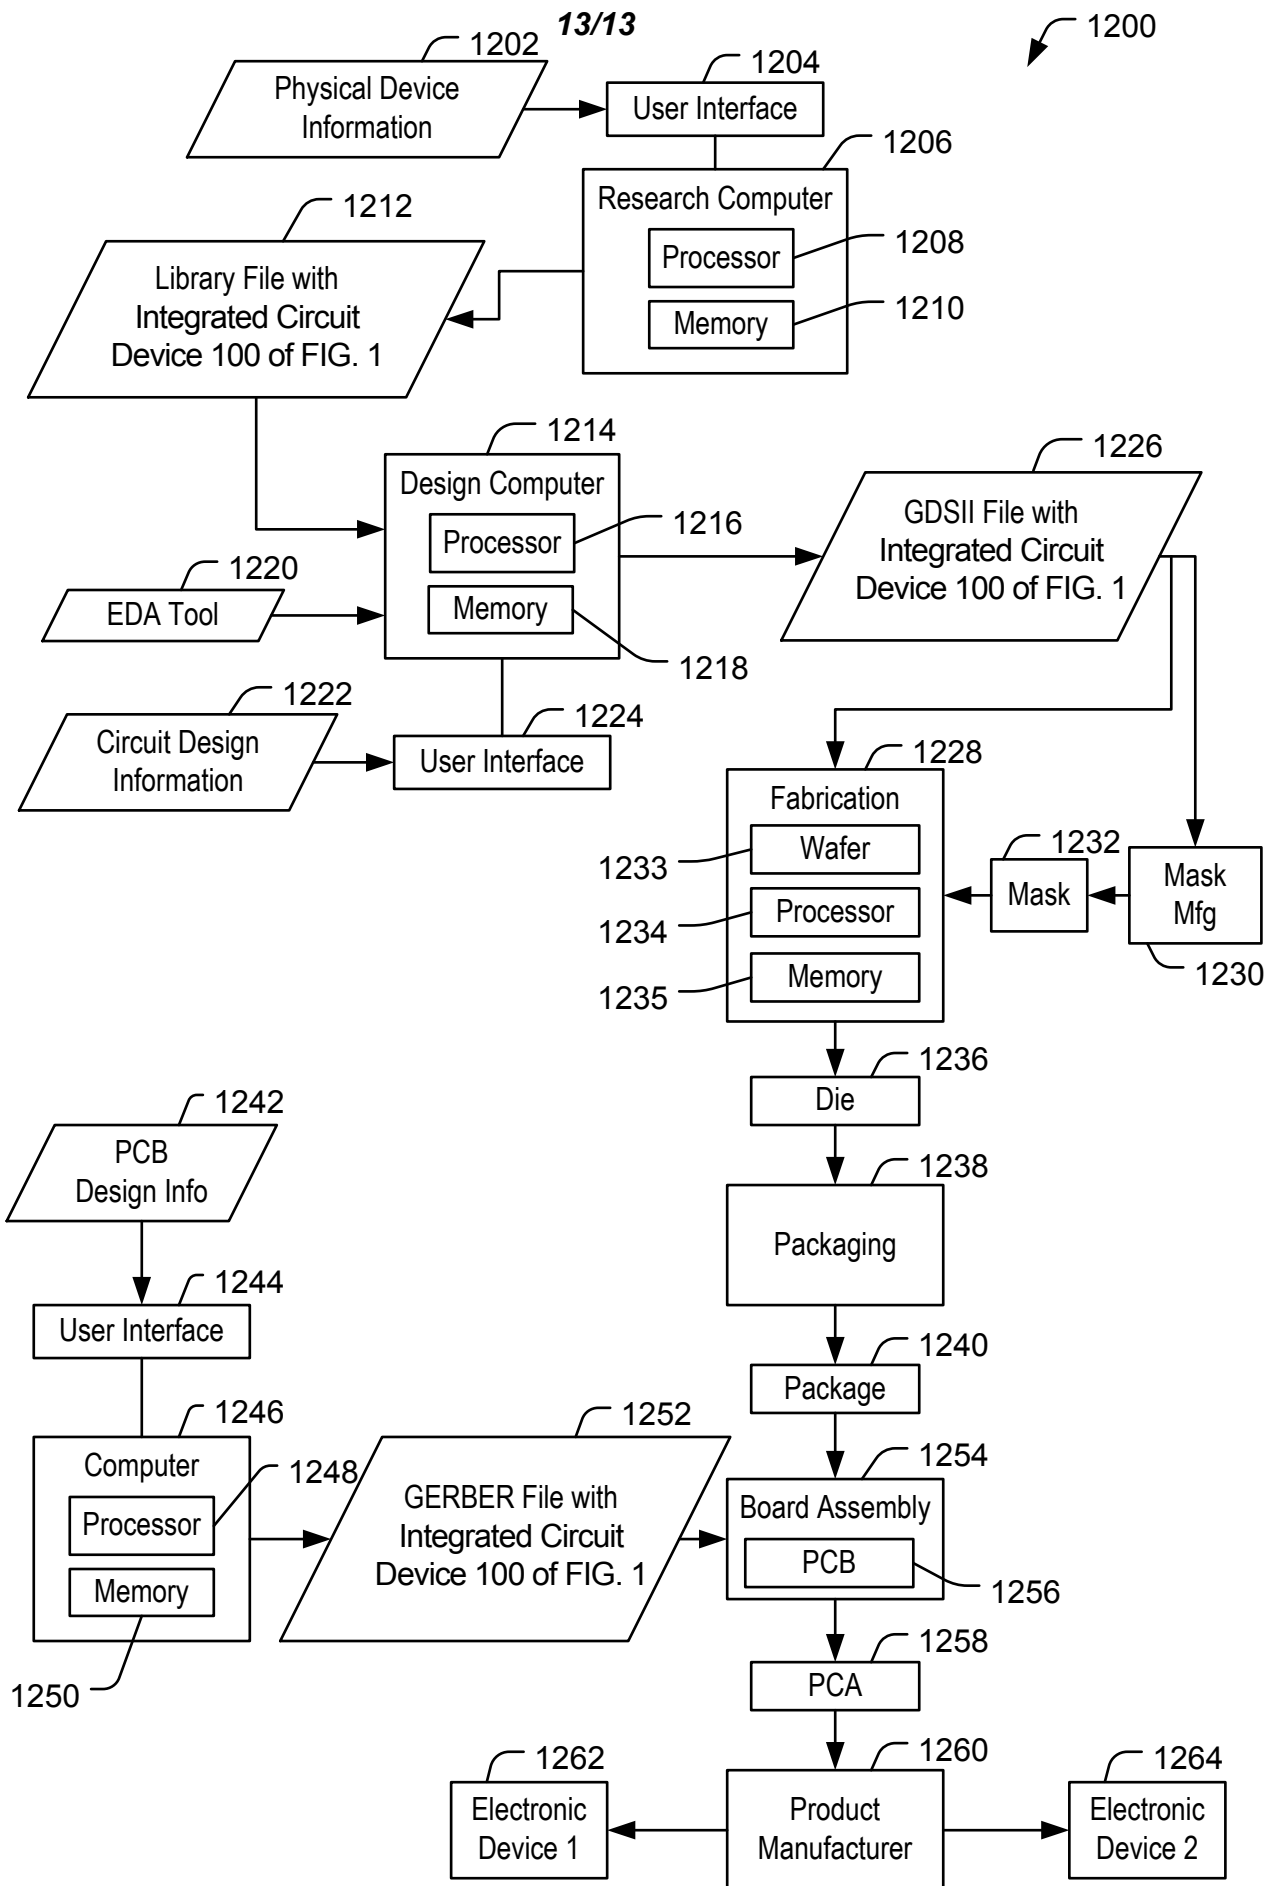 13/13
1200
1202
Physical Device
Information
1204
User Interface
1206
Research Computer
Processor
1208
Memory
1210
1212
Library File with
Integrated Circuit
Device 100 of FIG. 1
1214
Design Computer
Processor
1216
Memory
1218
1220
EDA Tool
1222
Circuit Design
Information
1224
User Interface
1226
GDSII File with
Integrated Circuit
Device 100 of FIG. 1
1228
Fabrication
Wafer
1233
Processor
1234
Memory
1235
1232
Mask
Mask
Mfg
1230
1236
Die
1238
Packaging
1240
Package
1242
PCB
Design Info
1244
User Interface
1246
Computer
Processor
1248
Memory
1250
1252
GERBER File with
Integrated Circuit
Device 100 of FIG. 1
1254
Board Assembly
PCB
1256
1258
PCA
1260
Product
Manufacturer
1262
Electronic
Device 1
1264
Electronic
Device 2